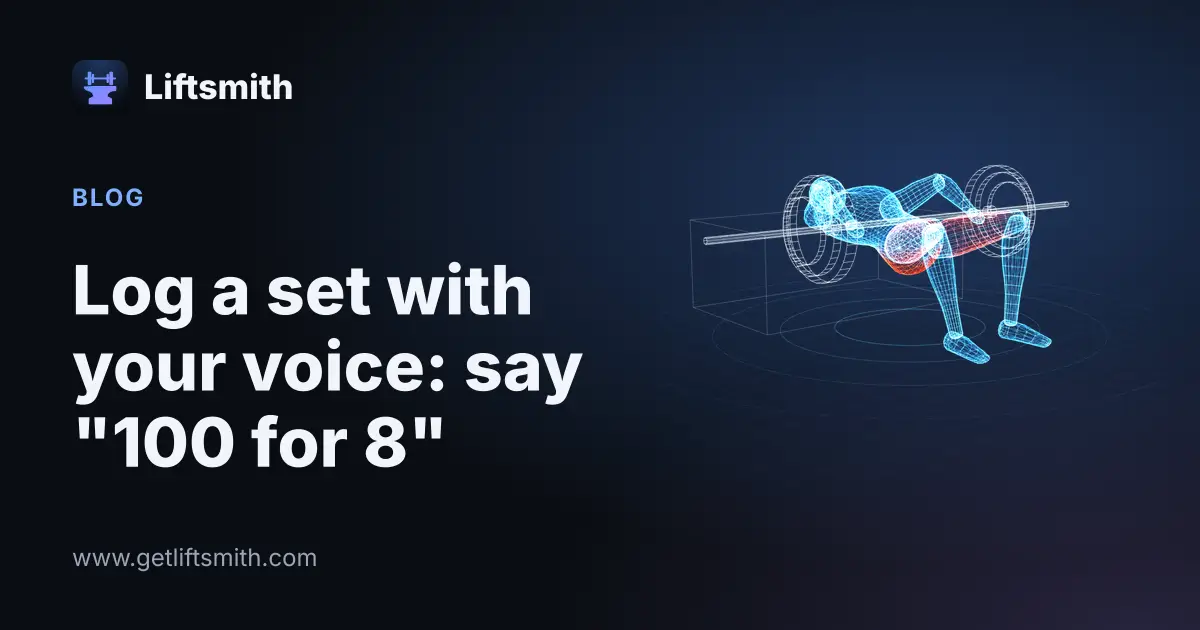 Liftsmith
BLOG
Log a set with
your voice: say
"100 for 8"
www.getliftsmith.com